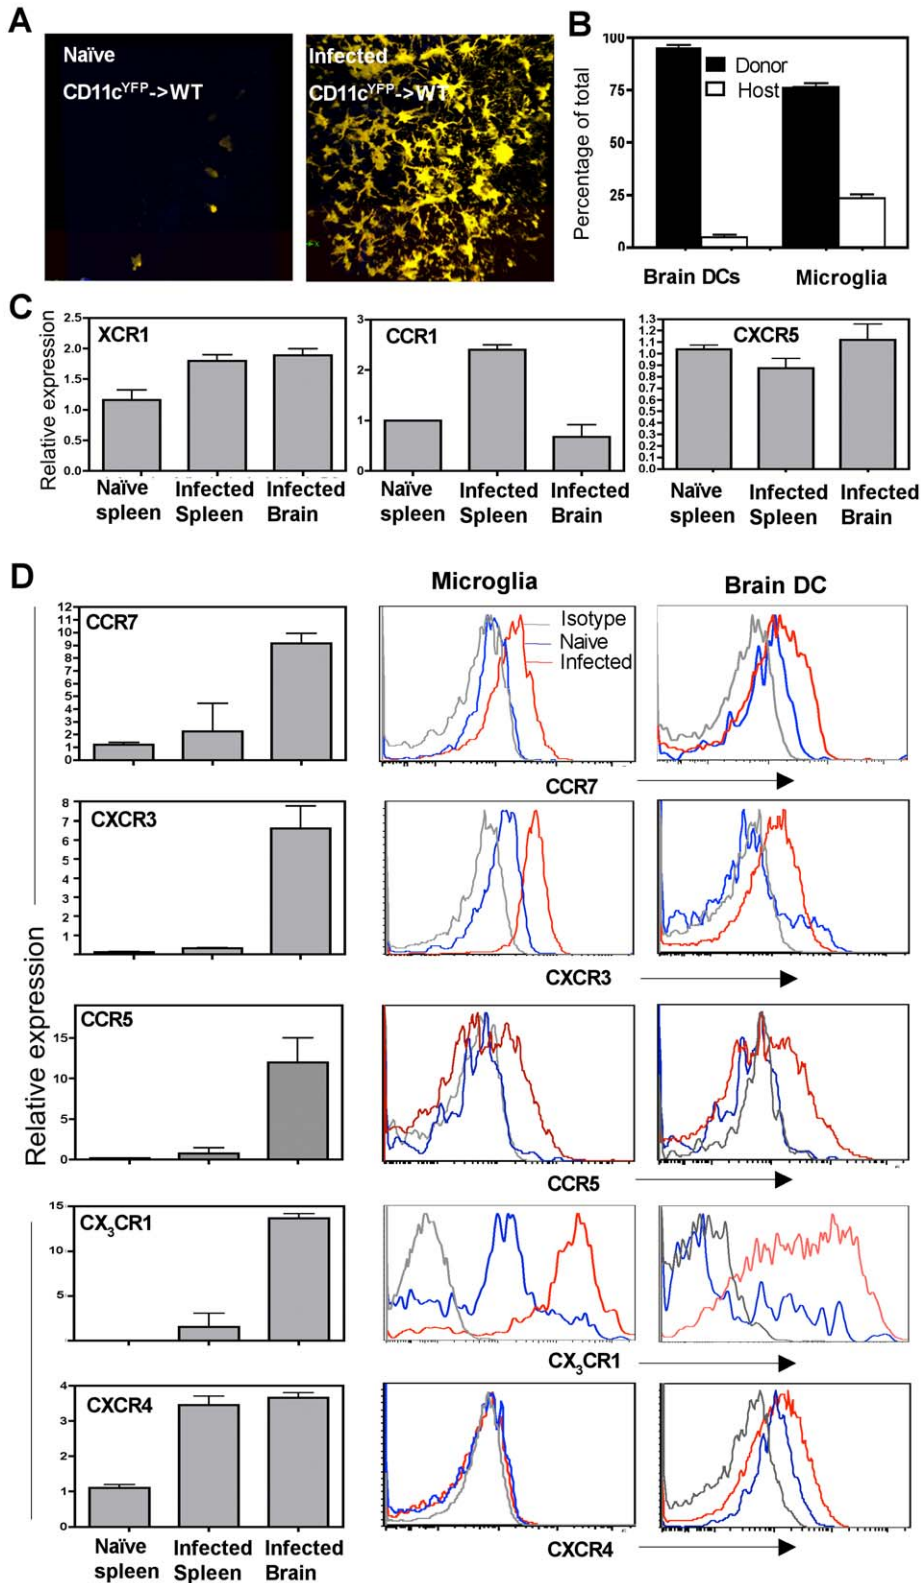 A
Naïve
CD11cYFP->WT
Infected
CD11cYFP->WT
B
Percentage of total
100
75
50
25
0
Donor
Host
Brain DCs
Microglia
C
Relative expression
XCR1
2.5
2.0
1.5
1.0
0.5
0.0
Naïve spleen
Infected Spleen
Infected Brain
CCR1
3
2
1
0
Naïve spleen
Infected Spleen
Infected Brain
CXCR5
1.3
1.2
1.1
1.0
0.9
0.8
0.7
0.6
0.5
0.4
0.3
0.2
0.1
0.0
Naïve spleen
Infected Spleen
Infected Brain
D
Relative expression
Microglia
Brain DC
CCR7
12
11
10
9
8
7
6
5
4
3
2
1
0
Isotype
Naive
Infected
CCR7
CXCR3
8
7
6
5
4
3
2
1
CXCR3
CCR5
15
10
5
0
CCR5
CX3CR1
15
10
5
CX3CR1
CXCR4
4
3
2
1
0
CXCR4
Naïve spleen
Infected Spleen
Infected Brain